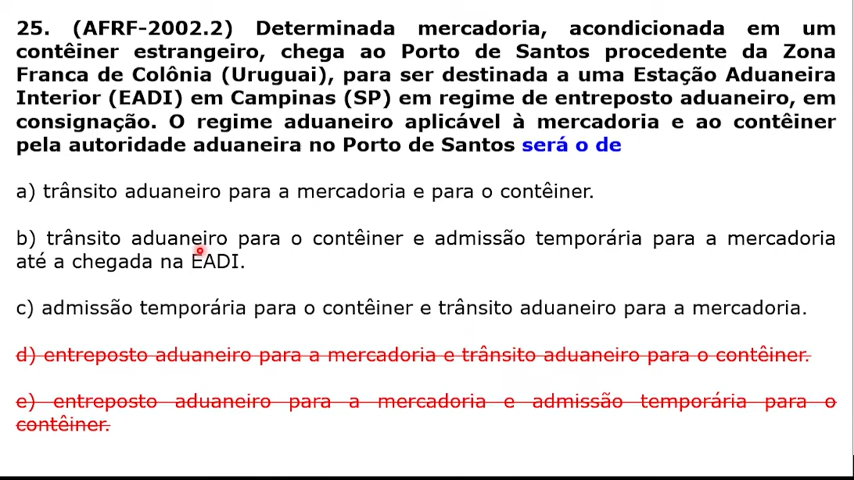 25. (AFRF-2002.2) Determinada mercadoria, acondicionada em um
contêiner estrangeiro, chega ao Porto de Santos procedente da Zona
Franca de Colônia (Uruguai), para ser destinada a uma Estação Aduaneira
Interior (EADI) em Campinas (SP) em regime de entreposto aduaneiro, em
consignação. O regime aduaneiro aplicável à mercadoria e ao contêiner
pela autoridade aduaneira no Porto de Santos será o de
a) trânsito aduaneiro para a mercadoria e para o contêiner.
b) trânsito aduaneiro para o contêiner e admissão temporária para a mercadoria
até a chegada na EADI.
c) admissão temporária para o contêiner e trânsito aduaneiro para a mercadoria.
d) entreposto aduaneiro para a mercadoria e trânsito aduaneiro para o contêiner.
e) entreposto aduaneiro para a mercadoria e admissão temporária para o
contêiner.